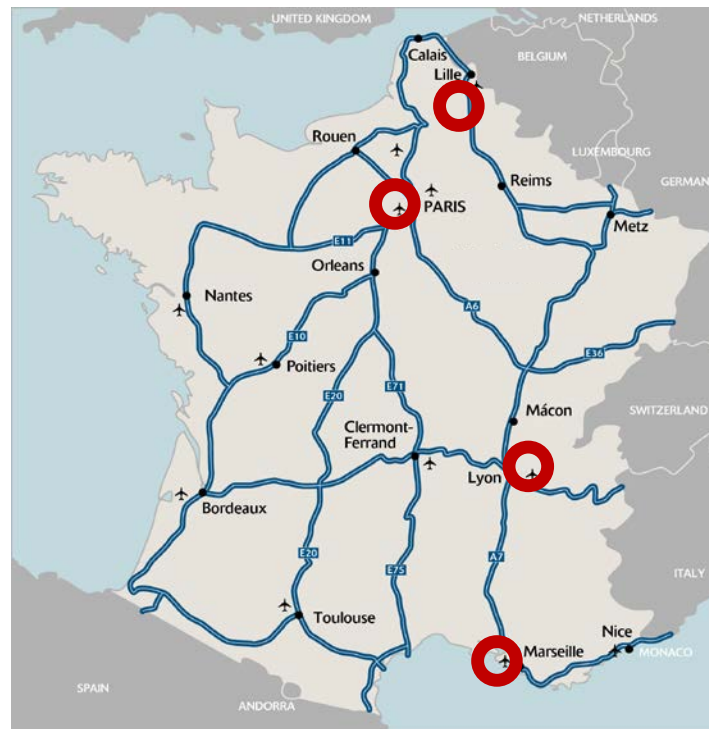 UNITED KINGDOM
NETHERLANDS
Calais
BELGIUM
Lille
Rouen
LUXEMBOURG
Reims
GERMAN
PARIS
Metz
E11
Orleans
Nantes
A6
E10
E36
Poitiers
E71
E20
Mácon
SWITZERLAND
Clermont-
Ferrand
Lyon
Bordeaux
E20
A7
E75
ITALY
Toulouse
Nice
Marseille
MONACO
SPAIN
ANDORRA